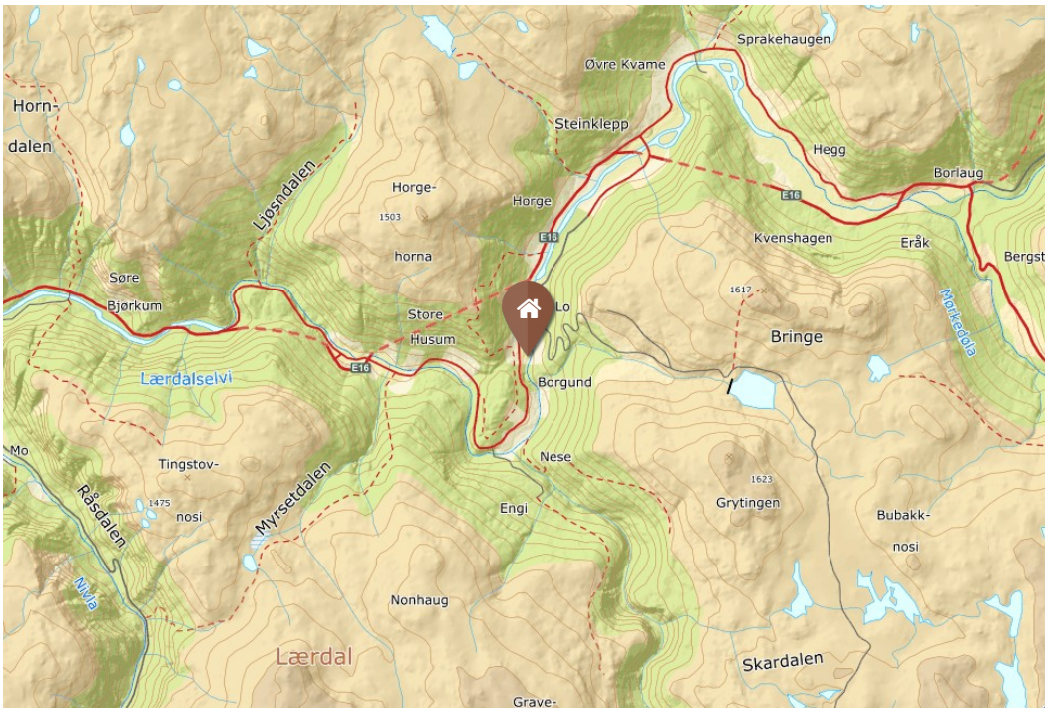 Sprakehaugen
Øvre Kvame
Horn-
dalen
Steinklepp
Hegg
Ljøsndalen
Borlaug
Horge-
1503
horna
Horge
E16
E16
Kvenshagen
Eråk
Bergst
Søre
Bjørkum
Store
Husum
Lo
1617
Bringe
Mørkedøla
E16
Lærdalselvi
Borgund
Mo
Tingstov-
1475
nosi
Råsdalen
Myrsetdalen
Nese
Engi
1623
Grytingen
Bubakk-
nosi
Nivla
Nonhaug
Lærdal
Skardalen
Grave-